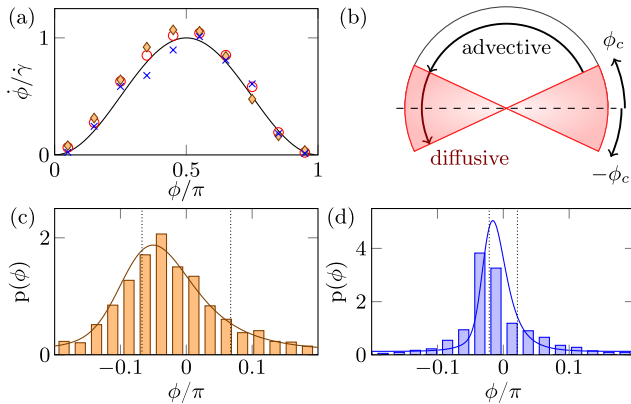 (a)
1
0
ϕ̇/γ̇
0
0.5
1
ϕ/π
(b)
advective
diffusive
ϕc
−ϕc
(c)
2
0
p(ϕ)
−0.1
0
0.1
ϕ/π
(d)
4
2
0
p(ϕ)
−0.1
0
0.1
ϕ/π